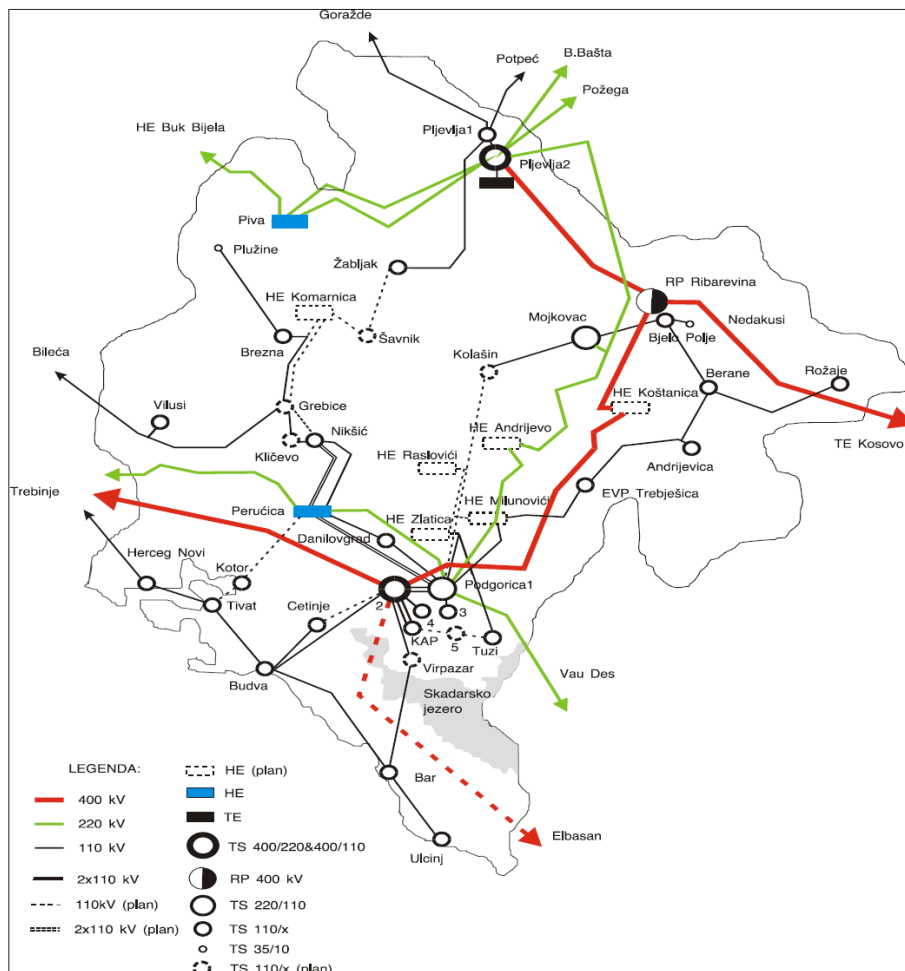 Goražde
Potpeć
B.Bašta
Požega
HE Buk Bijela
Pljevlja1
Pljevlja2
Piva
Plužine
Žabljak
HE Komarnica
RP Ribarevina
Nedakusi
Mojkovac
Bjelo Polje
Šavnik
Brezna
Kolašin
Bileća
Rožaje
Berane
Vilusi
Grebice
HE Koštanica
Nikšić
HE Andrijevo
TE Kosovo
Kličevo
HE Raslovići
Andrijevica
Trebinje
EVP Trebješica
HE Milunovići
Perućica
HE Zlatica
Danilovgrad
Herceg Novi
Kotor
Podgorica1
Tivat
Cetinje
2
4
3
KAP
5
Tuzi
Virpazar
Vau Des
Budva
Skadarsko
jezero
Bar
Elbasan
Ulcinj
LEGENDA:
400 kV
220 kV
110 kV
2x110 kV
110kV (plan)
2x110 kV (plan)
HE (plan)
HE
TE
TS 400/220&400/110
RP 400 kV
TS 220/110
TS 110/x
TS 35/10
TS 110/x (plan)